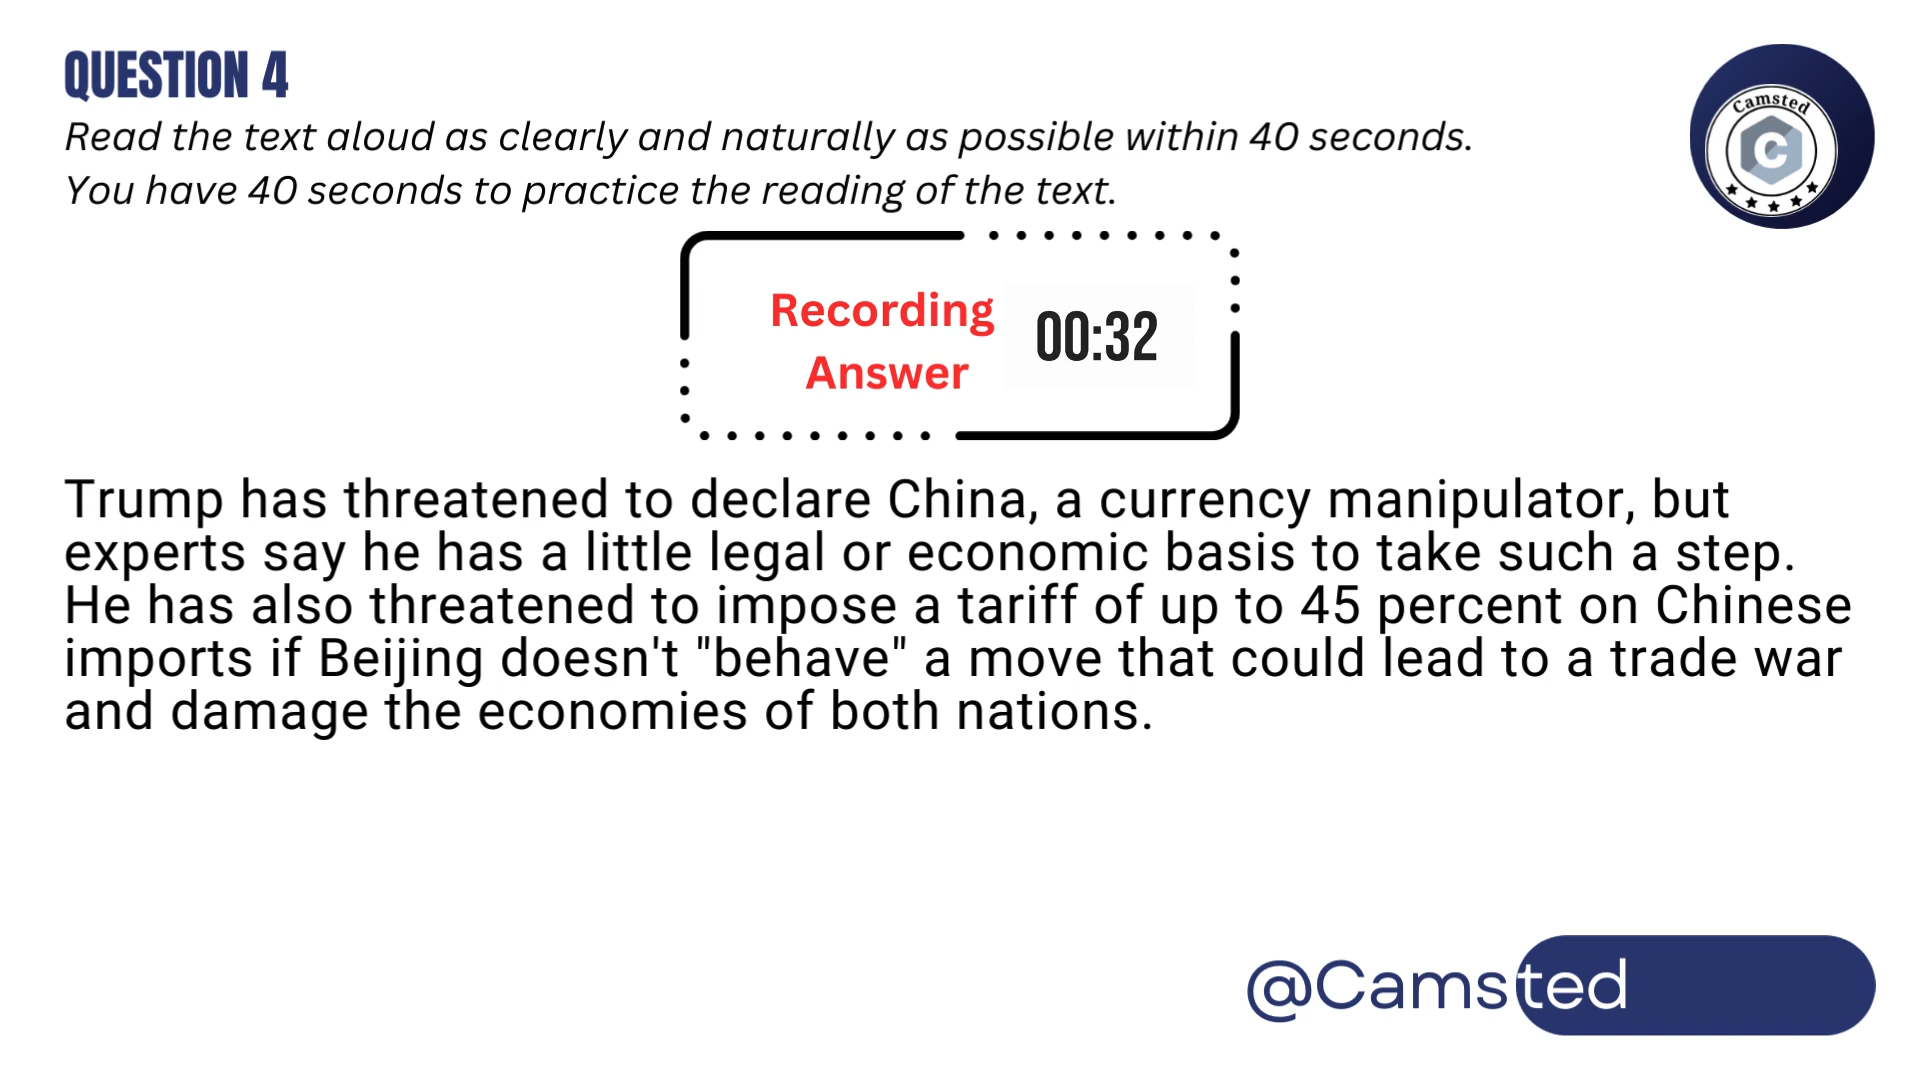 QUESTION 4
Read the text aloud as clearly and naturally as possible within 40 seconds.
You have 40 seconds to practice the reading of the text.
Camsted
C
Recording
Answer
00:32
Trump has threatened to declare China, a currency manipulator, but
experts say he has a little legal or economic basis to take such a step.
He has also threatened to impose a tariff of up to 45 percent on Chinese
imports if Beijing doesn't "behave" a move that could lead to a trade war
and damage the economies of both nations.
@Camsted